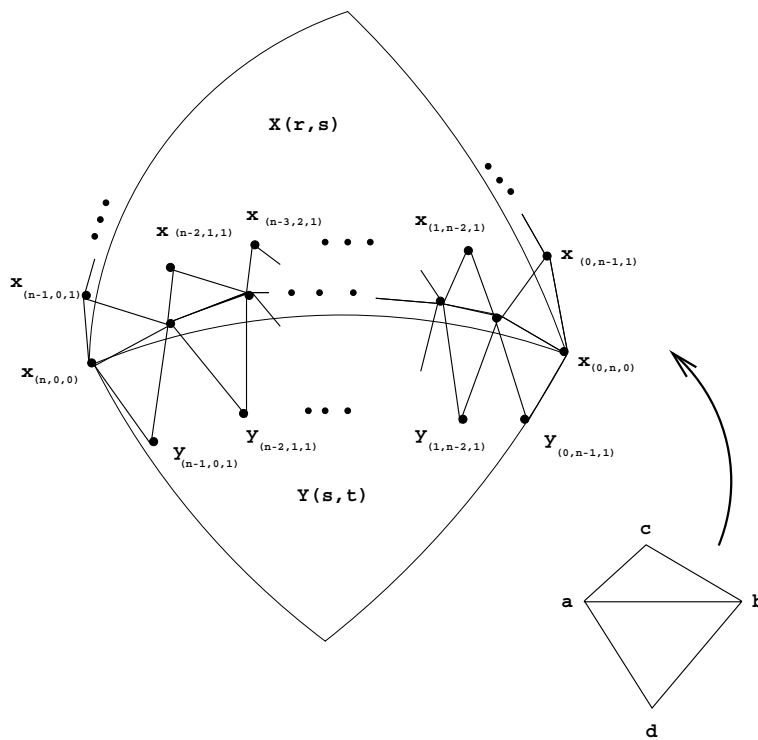 X(r,s)
x (n-3,2,1)
x (n-2,1,1)
x(1,n-2,1)
x (0,n-1,1)
x(n-1,0,1)
x(n,0,0)
x(0,n,0)
y(n-1,0,1)
y(n-2,1,1)
y(1,n-2,1)
y(0,n-1,1)
Y(s,t)
c
a
b
d